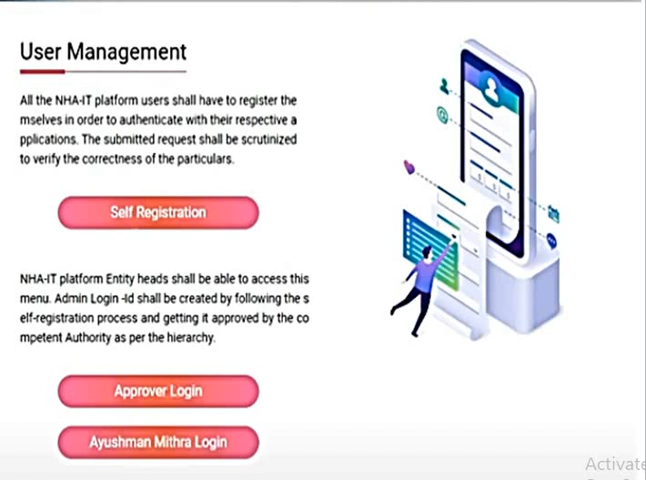 User Management
All the NHA-IT platform users shall have to register the
mselves in order to authenticate with their respective a
pplications. The submitted request shall be scrutinized
to verify the correctness of the particulars.
Self Registration
NHA-IT platform Entity heads shall be able to access this
menu. Admin Login -Id shall be created by following the s
elf-registration process and getting it approved by the co
mpetent Authority as per the hierarchy.
Approver Login
Ayushman Mithra Login
Activate